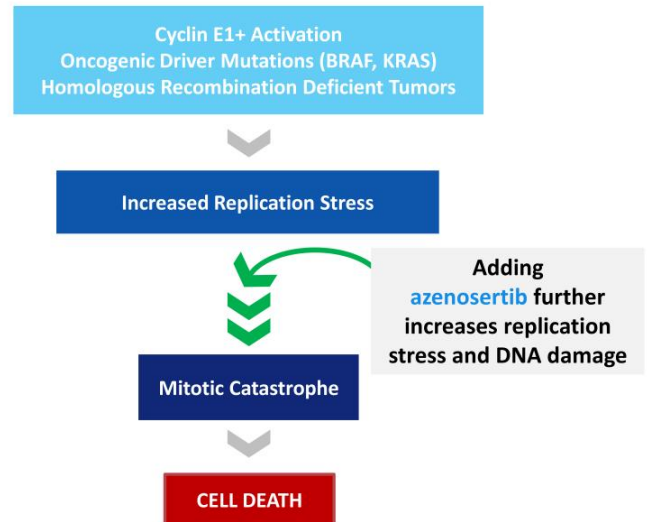 Cyclin E1+ Activation
Oncogenic Driver Mutations (BRAF, KRAS)
Homologous Recombination Deficient Tumors
Increased Replication Stress
Adding
azenosertib further
increases replication
stress and DNA damage
Mitotic Catastrophe
CELL DEATH